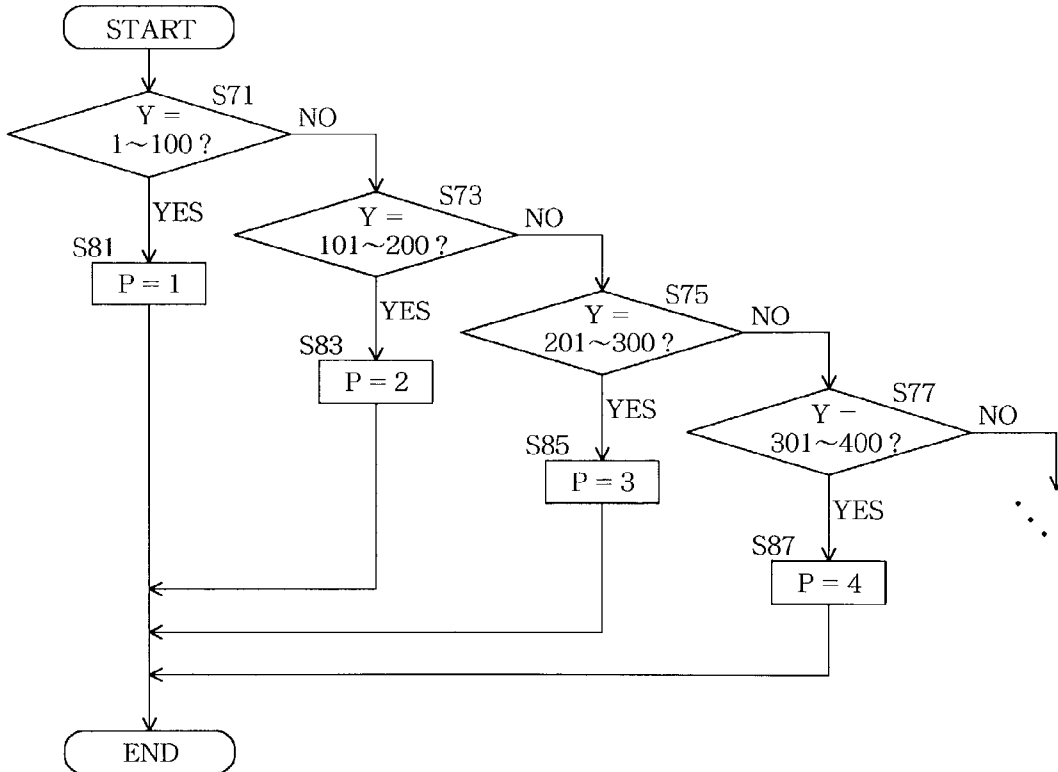 START
S71
Y =
1~100 ?
NO
YES
S81
P = 1
S73
Y =
101~200 ?
NO
YES
S83
P = 2
S75
Y =
201~300 ?
NO
YES
S85
P = 3
S77
Y −
301~400 ?
NO
YES
S87
P = 4
END